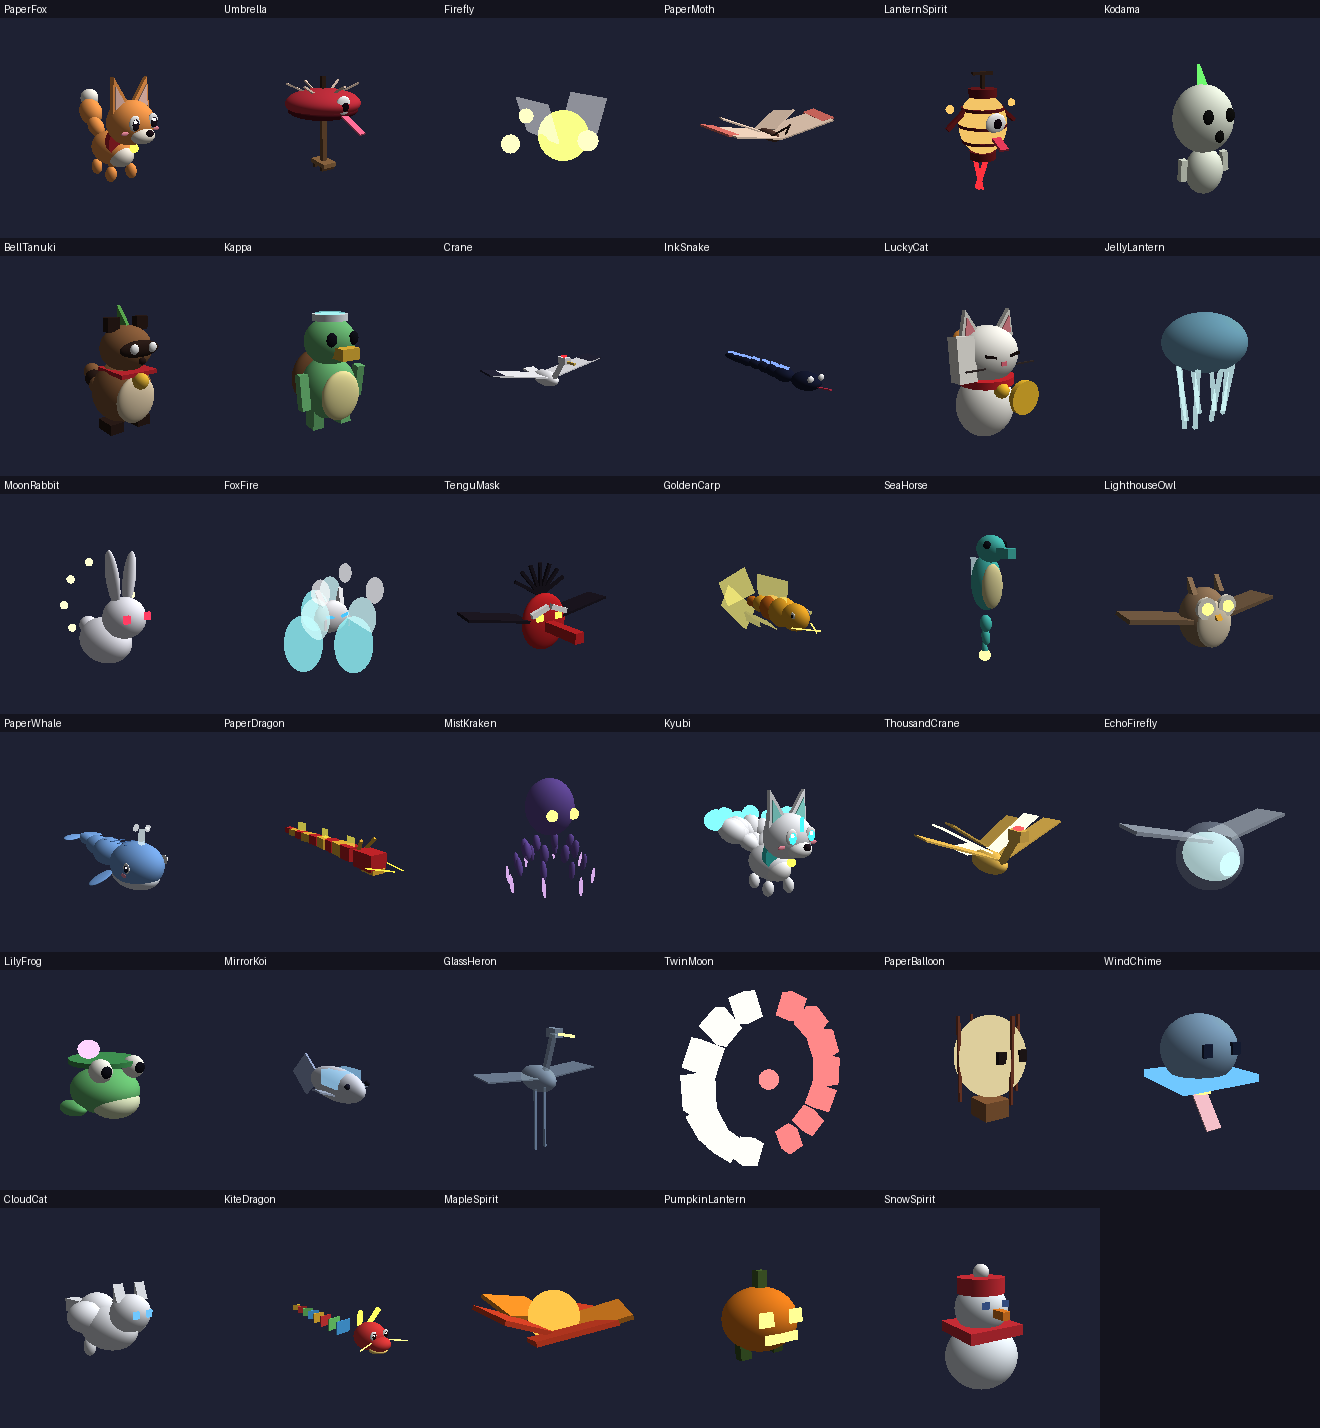 PaperFox
Umbrella
Firefly
PaperMoth
LanternSpirit
Kodama
BellTanuki
Kappa
Crane
InkSnake
LuckyCat
JellyLantern
MoonRabbit
FoxFire
TenguMask
GoldenCarp
SeaHorse
LighthouseOwl
PaperWhale
PaperDragon
MistKraken
Kyubi
ThousandCrane
EchoFirefly
LilyFrog
MirrorKoi
GlassHeron
TwinMoon
PaperBalloon
WindChime
CloudCat
KiteDragon
MapleSpirit
PumpkinLantern
SnowSpirit